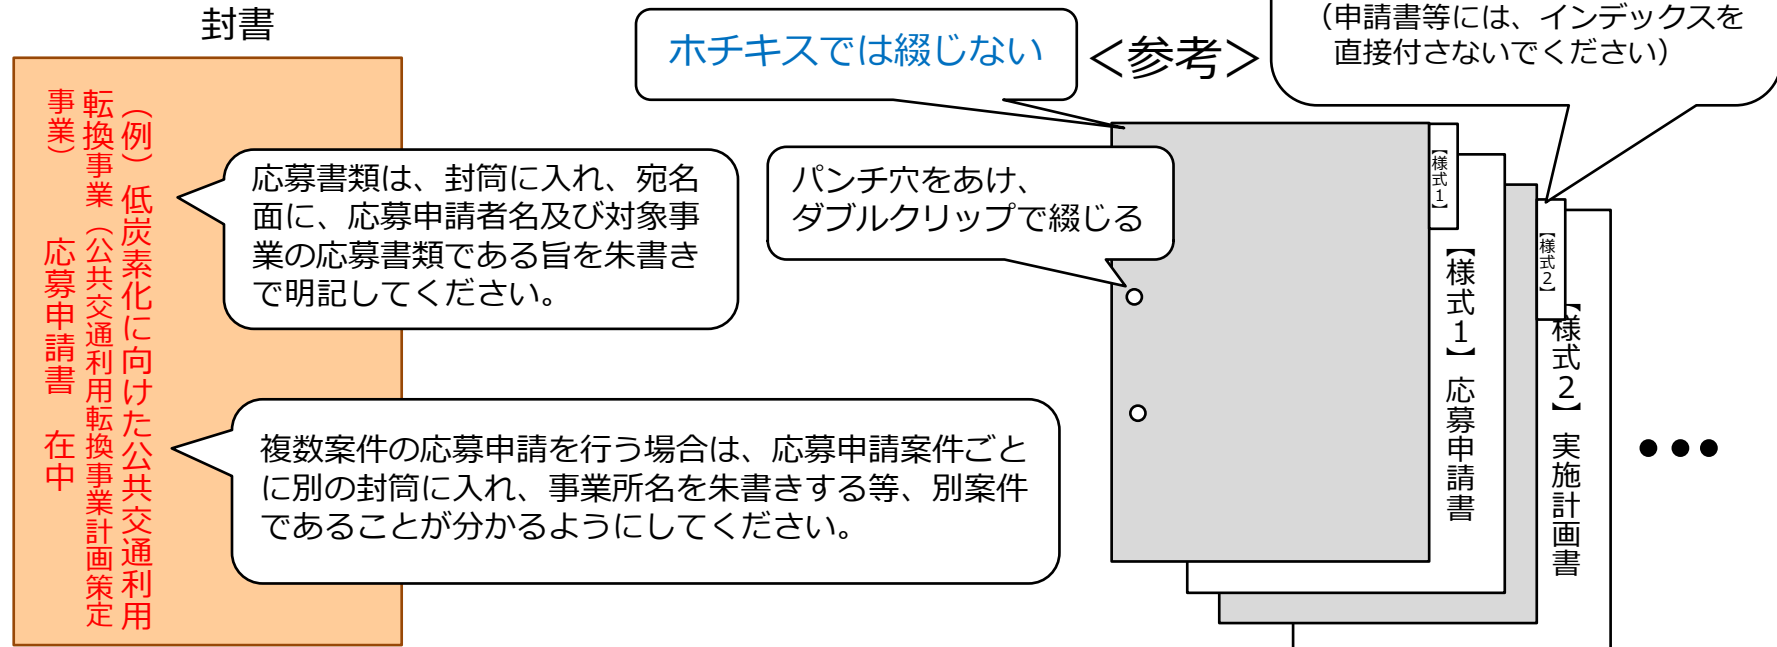 封書
（例）低炭素化に向けた公共交通利用
転換事業（公共交通利用転換事業計画策定
事業）　応募申請書　在中
応募書類は、封筒に入れ、宛名
面に、応募申請者名及び対象事
業の応募書類である旨を朱書き
で明記してください。
複数案件の応募申請を行う場合は、応募申請案件ごと
に別の封筒に入れ、事業所名を朱書きする等、別案件
であることが分かるようにしてください。
ホチキスでは綴じない
＜参考＞
（申請書等には、インデックスを
直接付さないでください）
パンチ穴をあけ、
ダブルクリップで綴じる
【様式１】
【様式１】応募申請書
【様式２】
【様式２】実施計画書
●●●